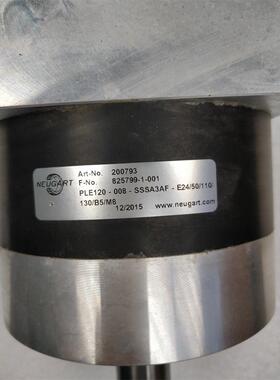 NEUGART
Art-No. 200793
F-No. 825799-1-001
PLE120 - 008 - SSSA3AF - E24/50/110/
130/B5/M8
12/2015 www.neugart.com